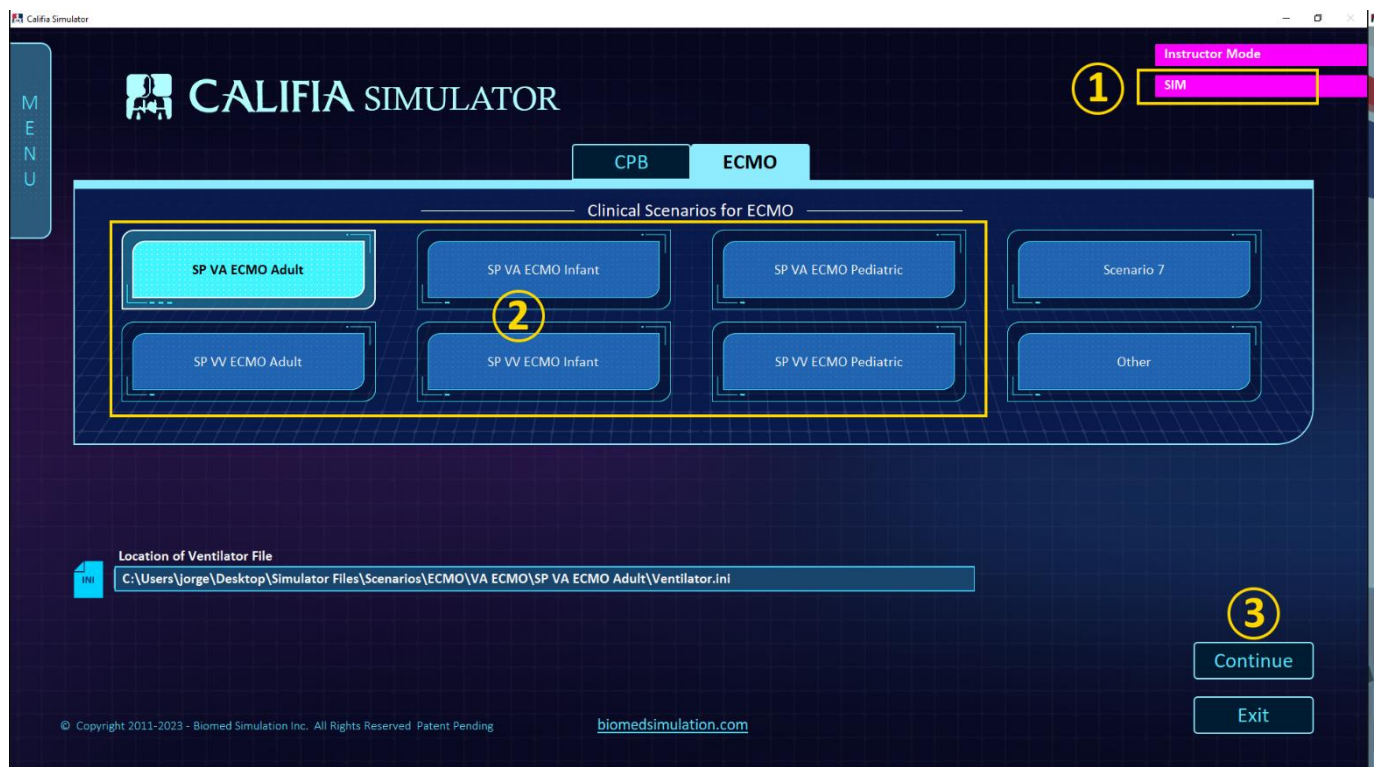 Califia Simulator
Instructor Mode
① SIM
MENU
CALIFIA SIMULATOR
CPB ECMO
Clinical Scenarios for ECMO
SP VA ECMO Adult SP VA ECMO Infant SP VA ECMO Pediatric Scenario 7
②
SP VV ECMO Adult SP VV ECMO Infant SP VV ECMO Pediatric Other
Location of Ventilator File
INI C:\Users\jorge\Desktop\Simulator Files\Scenarios\ECMO\VA ECMO\SP VA ECMO Adult\Ventilator.ini
③
Continue
Exit
© Copyright 2011-2023 - Biomed Simulation Inc. All Rights Reserved Patent Pending biomedsimulation.com